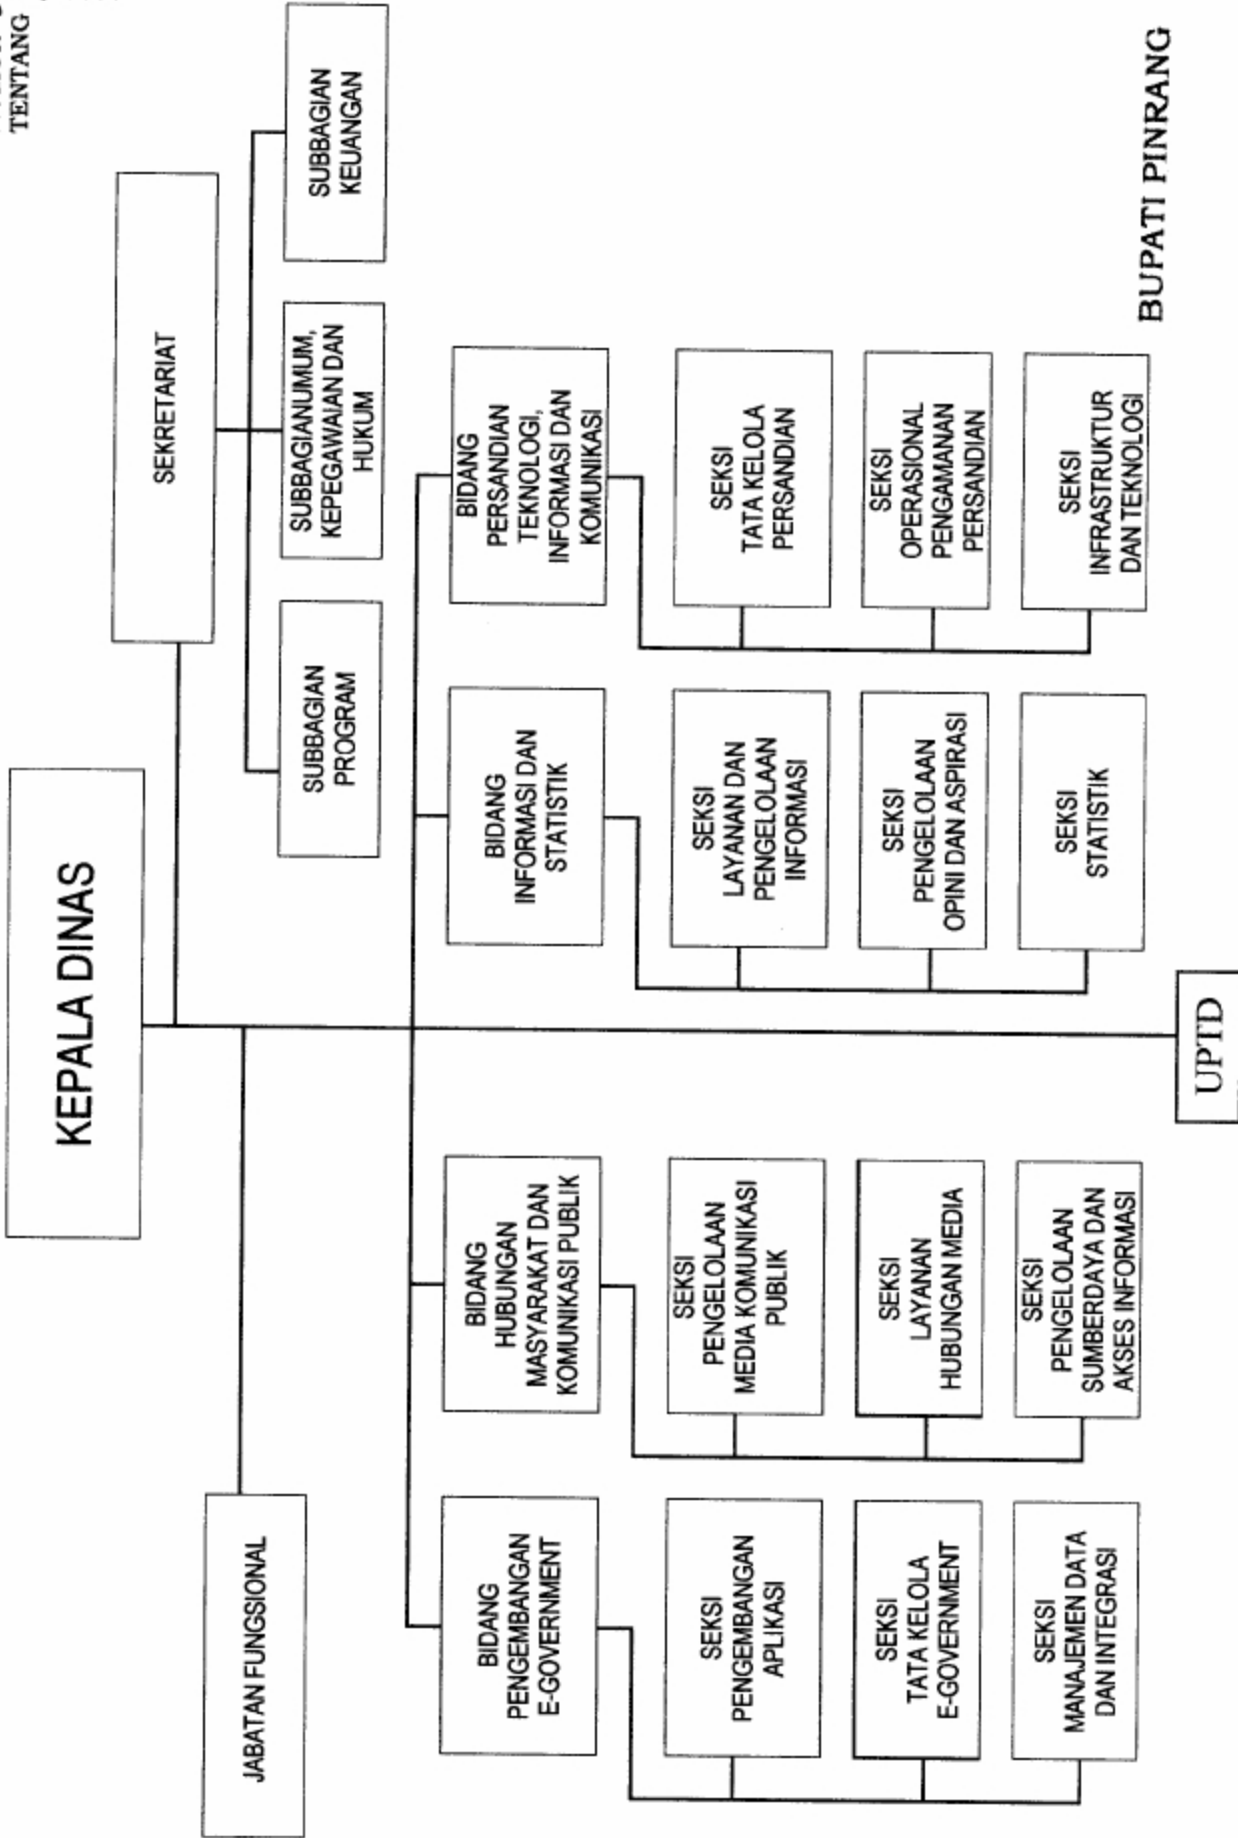 TENTANG
KEPALA DINAS
JABATAN FUNGSIONAL
SEKRETARIAT
SUBBAGIAN
PROGRAM
SUBBAGIANUMUM,
KEPEGAWAIAN DAN
HUKUM
SUBBAGIAN
KEUANGAN
BIDANG
PENGEMBANGAN
E-GOVERNMENT
BIDANG
HUBUNGAN
MASYARAKAT DAN
KOMUNIKASI PUBLIK
BIDANG
INFORMASI DAN
STATISTIK
BIDANG
PERSANDIAN
TEKNOLOGI,
INFORMASI DAN
KOMUNIKASI
SEKSI
PENGEMBANGAN
APLIKASI
SEKSI
PENGELOLAAN
MEDIA KOMUNIKASI
PUBLIK
SEKSI
LAYANAN DAN
PENGELOLAAN
INFORMASI
SEKSI
TATA KELOLA
PERSANDIAN
SEKSI
TATA KELOLA
E-GOVERNMENT
SEKSI
LAYANAN
HUBUNGAN MEDIA
SEKSI
PENGELOLAAN
OPINI DAN ASPIRASI
SEKSI
OPERASIONAL
PENGAMANAN
PERSANDIAN
SEKSI
MANAJEMEN DATA
DAN INTEGRASI
SEKSI
PENGELOLAAN
SUMBERDAYA DAN
AKSES INFORMASI
SEKSI
STATISTIK
SEKSI
INFRASTRUKTUR
DAN TEKNOLOGI
UPTD
BUPATI PINRANG